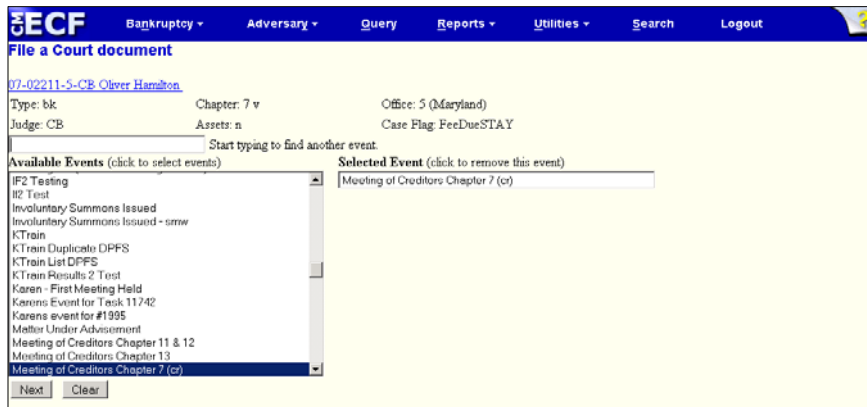 CM ECF Bankruptcy Adversary Query Reports Utilities Search Logout ?
File a Court document
07-02211-5-CB Oliver Hamilton
Type: bk Chapter: 7 v Office: 5 (Maryland)
Judge: CB Assets: n Case Flag: FeeDueSTAY
Start typing to find another event.
Available Events (click to select events) Selected Event (click to remove this event)
IF2 Testing Meeting of Creditors Chapter 7 (cr)
II2 Test
Involuntary Summons Issued
Involuntary Summons Issued - smw
KTrain
KTrain Duplicate DPFS
KTrain List DPFS
KTrain Results 2 Test
Karen - First Meeting Held
Karens Event for Task 11742
Karens event for #1995
Matter Under Advisement
Meeting of Creditors Chapter 11 & 12
Meeting of Creditors Chapter 13
Meeting of Creditors Chapter 7 (cr)
Next Clear